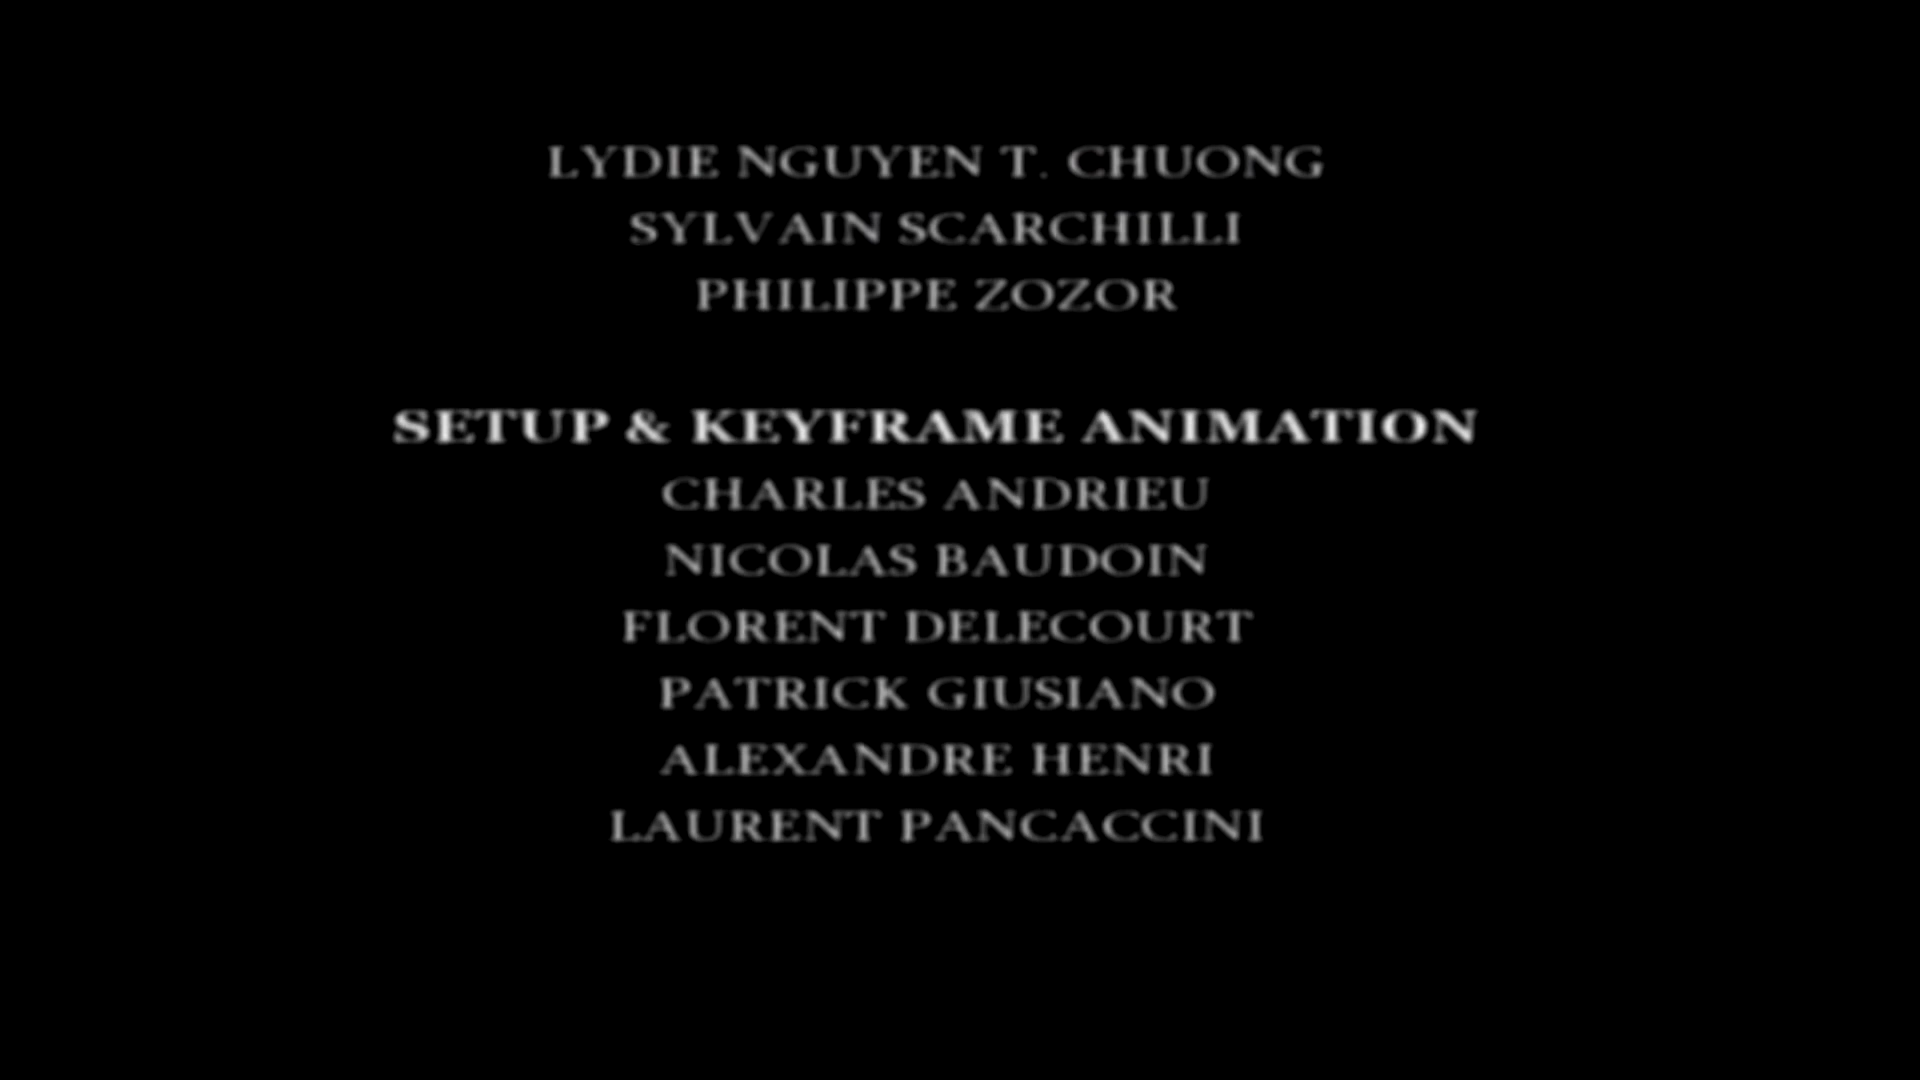 LYDIE NGUYEN T. CHUONG
SYLVAIN SCARCHILLI
PHILIPPE ZOZOR
SETUP & KEYFRAME ANIMATION
CHARLES ANDRIEU
NICOLAS BAUDOIN
FLORENT DELECOURT
PATRICK GIUSIANO
ALEXANDRE HENRI
LAURENT PANCACCINI